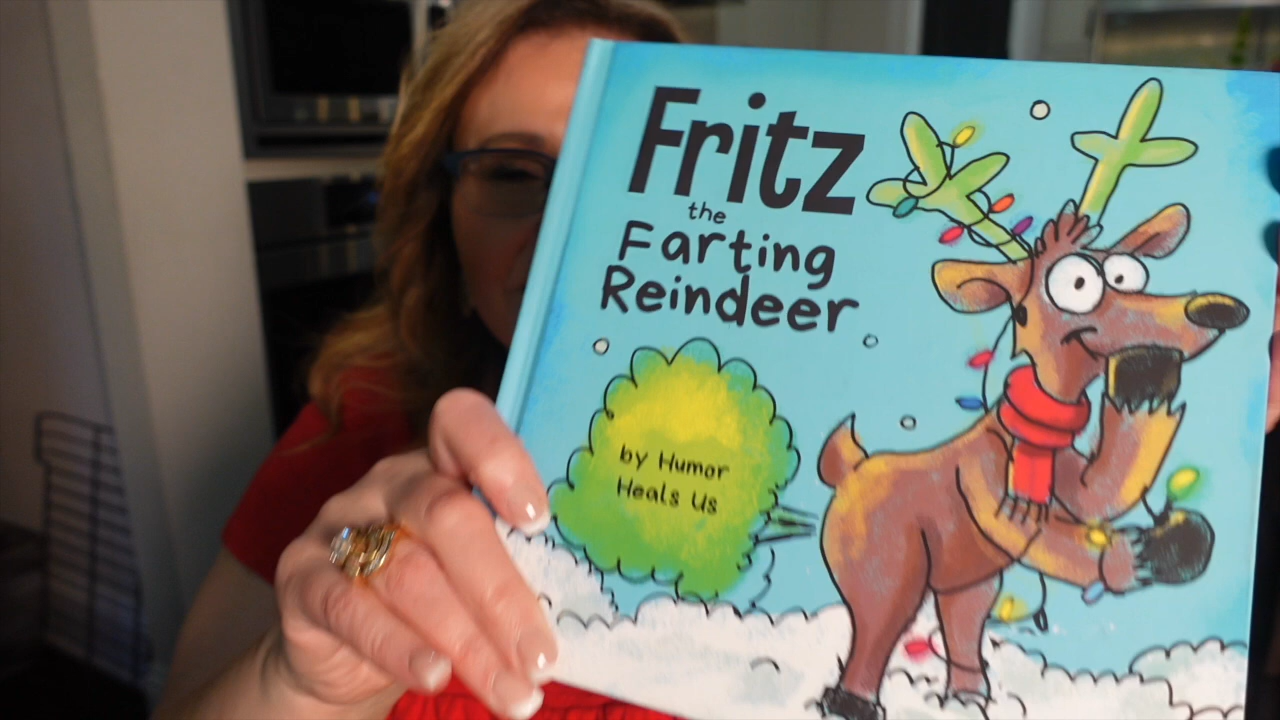 Fritz
the
Farting
Reindeer
by Humor
Heals Us